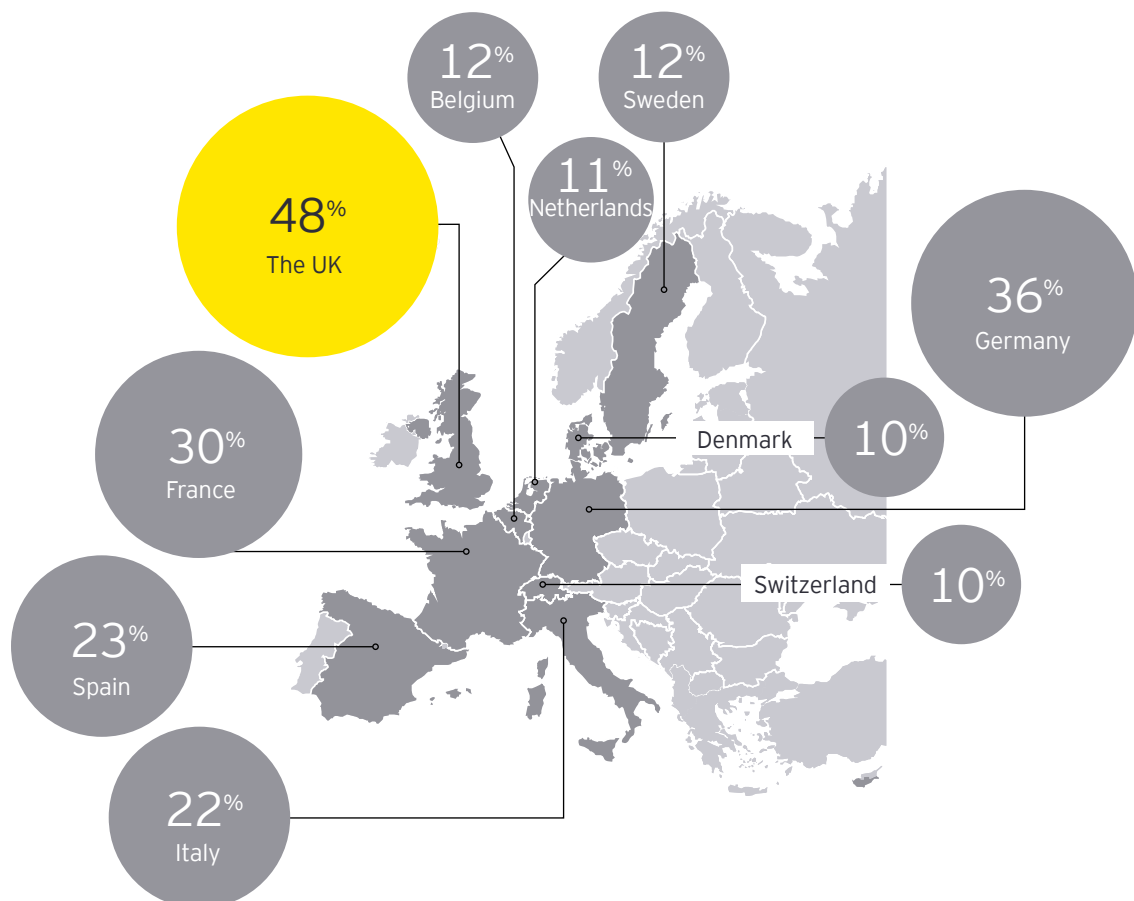 12%
Belgium
12%
Sweden
11%
Netherlands
48%
The UK
36%
Germany
30%
France
Denmark
10%
Switzerland
10%
23%
Spain
22%
Italy